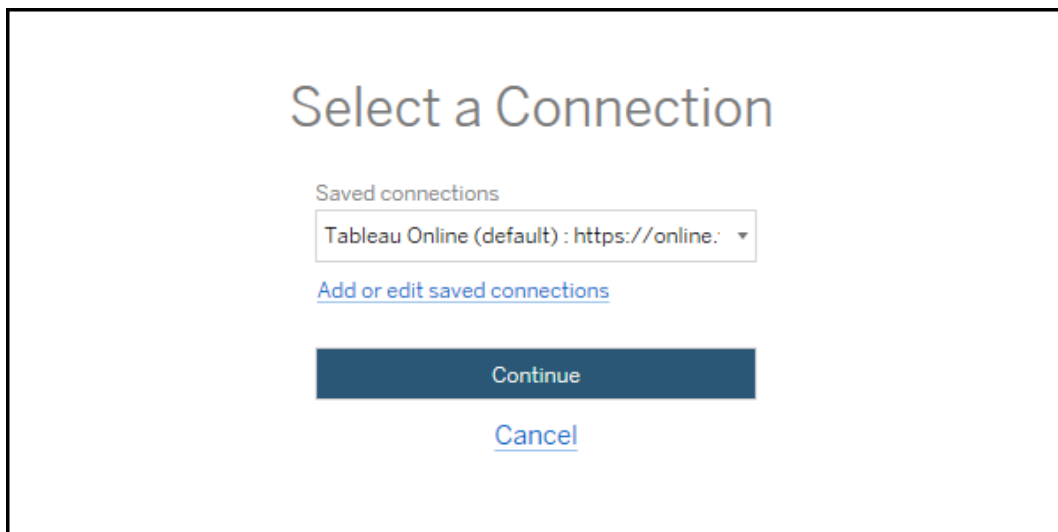 Select a Connection
Saved connections
Tableau Online (default) : https://online.
Add or edit saved connections
Continue
Cancel